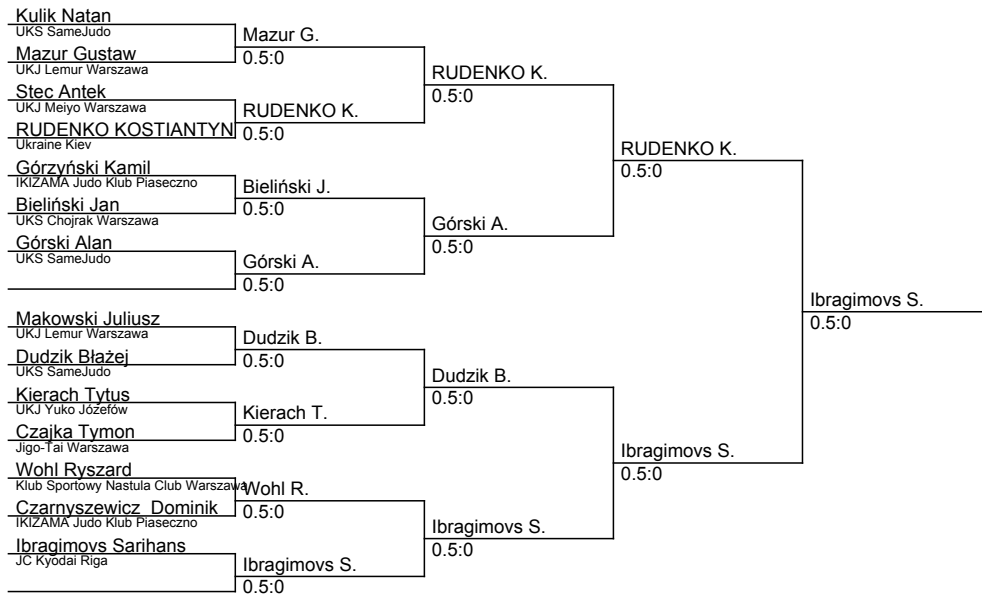 Kulik Natan
UKS SameJudo
Mazur Gustaw
UKJ Lemur Warszawa
Stec Antek
UKJ Meiyo Warszawa
RUDENKO KOSTIANTYN
Ukraine Kiev
Górzyński Kamil
IKIZAMA Judo Klub Piaseczno
Bieliński Jan
UKS Chojrak Warszawa
Górski Alan
UKS SameJudo
Makowski Juliusz
UKJ Lemur Warszawa
Dudzik Błażej
UKS SameJudo
Kierach Tytus
UKJ Yuko Józefów
Czajka Tymon
Jigo-Tai Warszawa
Wohl Ryszard
Klub Sportowy Nastula Club Warszawa
Czarnyszewicz Dominik
IKIZAMA Judo Klub Piaseczno
Ibragimovs Sarihans
JC Kyodai Riga
Mazur G.
0.5:0
RUDENKO K.
0.5:0
Bieliński J.
0.5:0
Górski A.
0.5:0
Dudzik B.
0.5:0
Kierach T.
0.5:0
Wohl R.
0.5:0
Ibragimovs S.
0.5:0
RUDENKO K.
0.5:0
Górski A.
0.5:0
Dudzik B.
0.5:0
Ibragimovs S.
0.5:0
RUDENKO K.
0.5:0
Ibragimovs S.
0.5:0
Ibragimovs S.
0.5:0